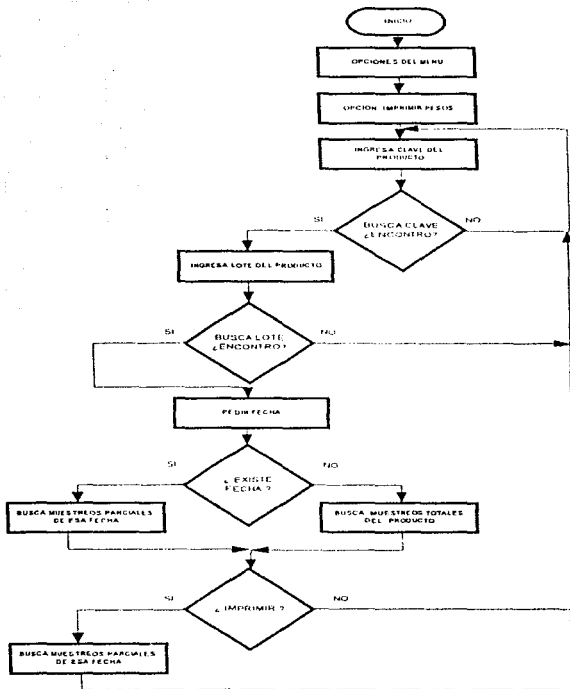 INICIO
OPCIONES DEL MENU
OPCION IMPRIMIR PESOS
INGRESA CLAVE DEL
PRODUCTO
BUSCA CLAVE
¿ENCONTRO?
SI
NO
INGRESA LOTE DEL PRODUCTO
BUSCA LOTE
¿ENCONTRO?
SI
NO
PEDIR FECHA
¿ EXISTE
FECHA ?
SI
NO
BUSCA MUESTREOS PARCIALES
DE ESA FECHA
BUSCA MUESTREOS TOTALES
DEL PRODUCTO
¿ IMPRIMIR ?
SI
NO
BUSCA MUESTREOS PARCIALES
DE ESA FECHA